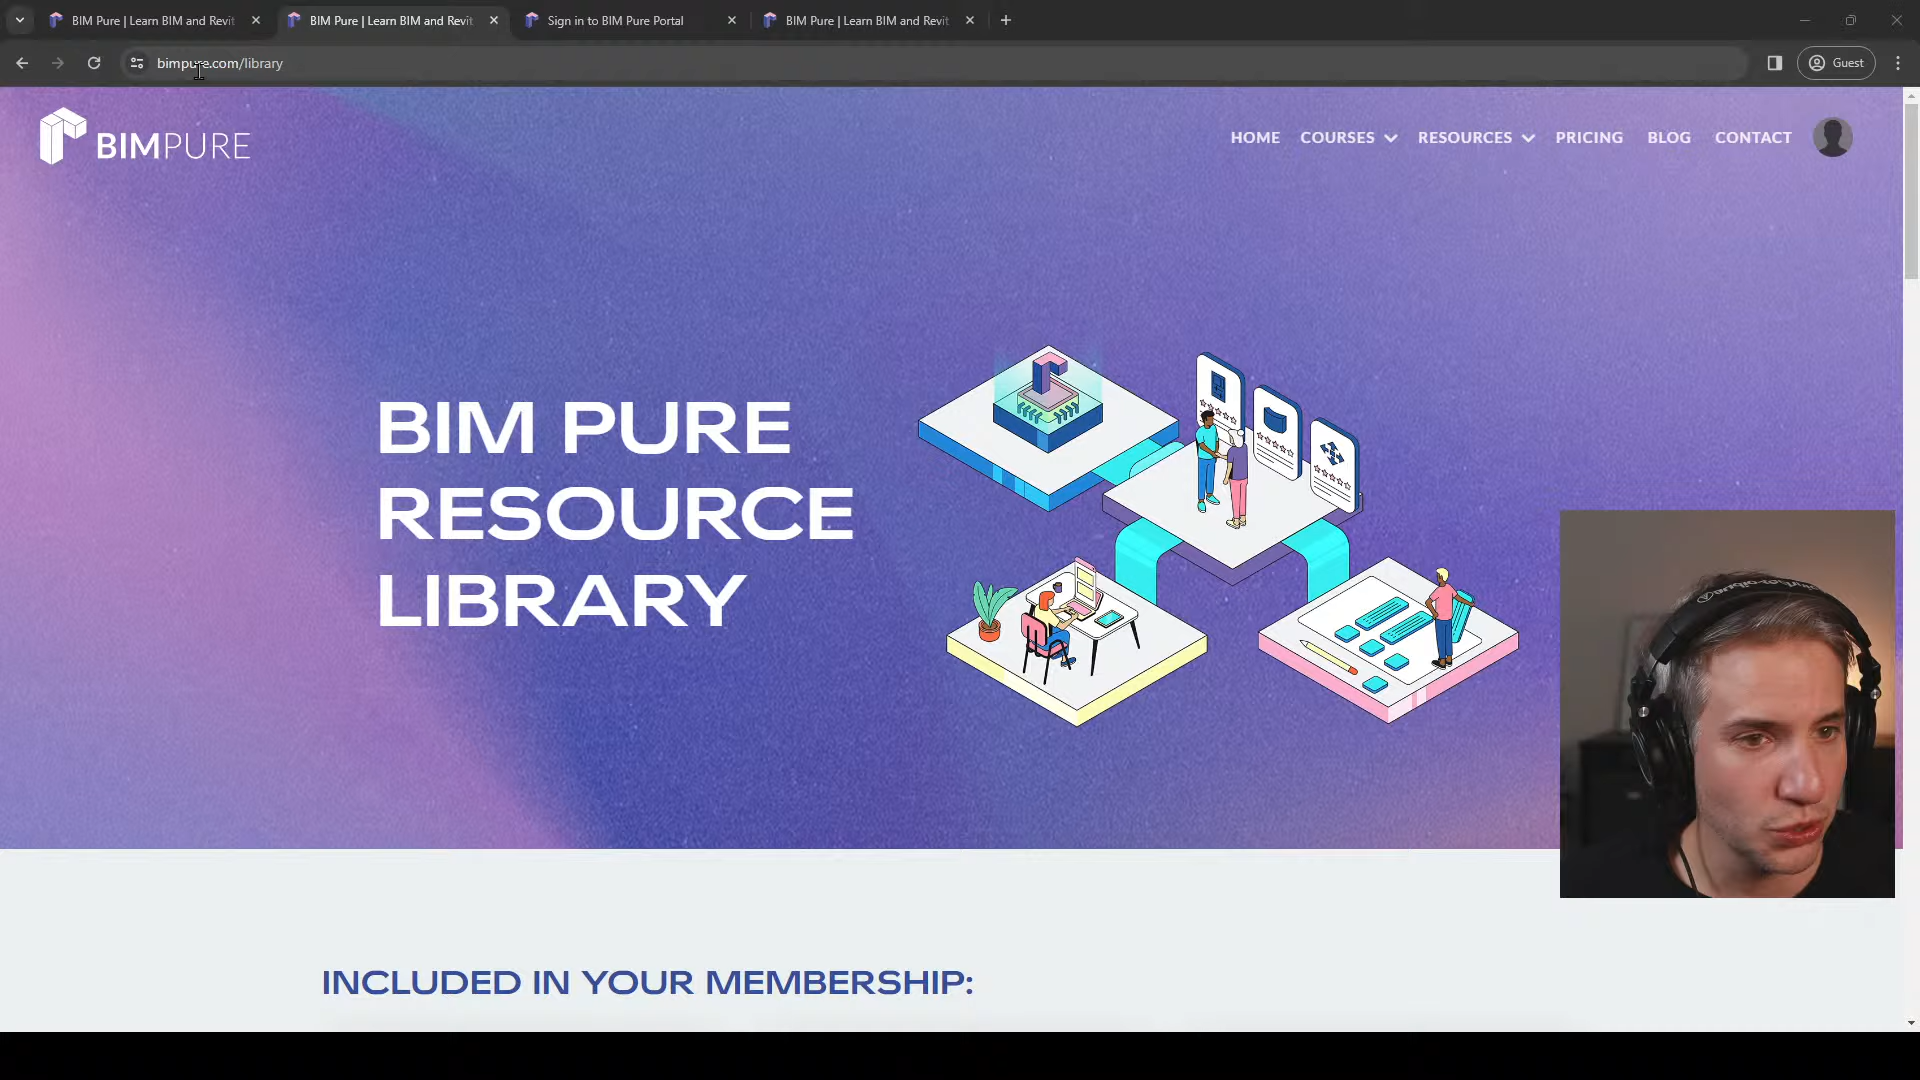 BIM Pure | Learn BIM and Revit
BIM Pure | Learn BIM and Revit
Sign in to BIM Pure Portal
BIM Pure | Learn BIM and Revit
bimpure.com/library
Guest
BIMPURE
HOME
COURSES
RESOURCES
PRICING
BLOG
CONTACT
BIM PURE
RESOURCE
LIBRARY
INCLUDED IN YOUR MEMBERSHIP: